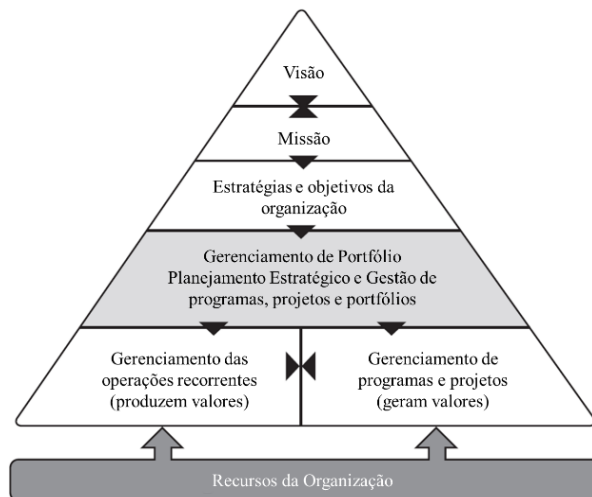 Visão
Missão
Estratégias e objetivos da
organização
Gerenciamento de Portfólio
Planejamento Estratégico e Gestão de
programas, projetos e portfólios
Gerenciamento das
operações recorrentes
(produzem valores)
Gerenciamento de
programas e projetos
(geram valores)
Recursos da Organização